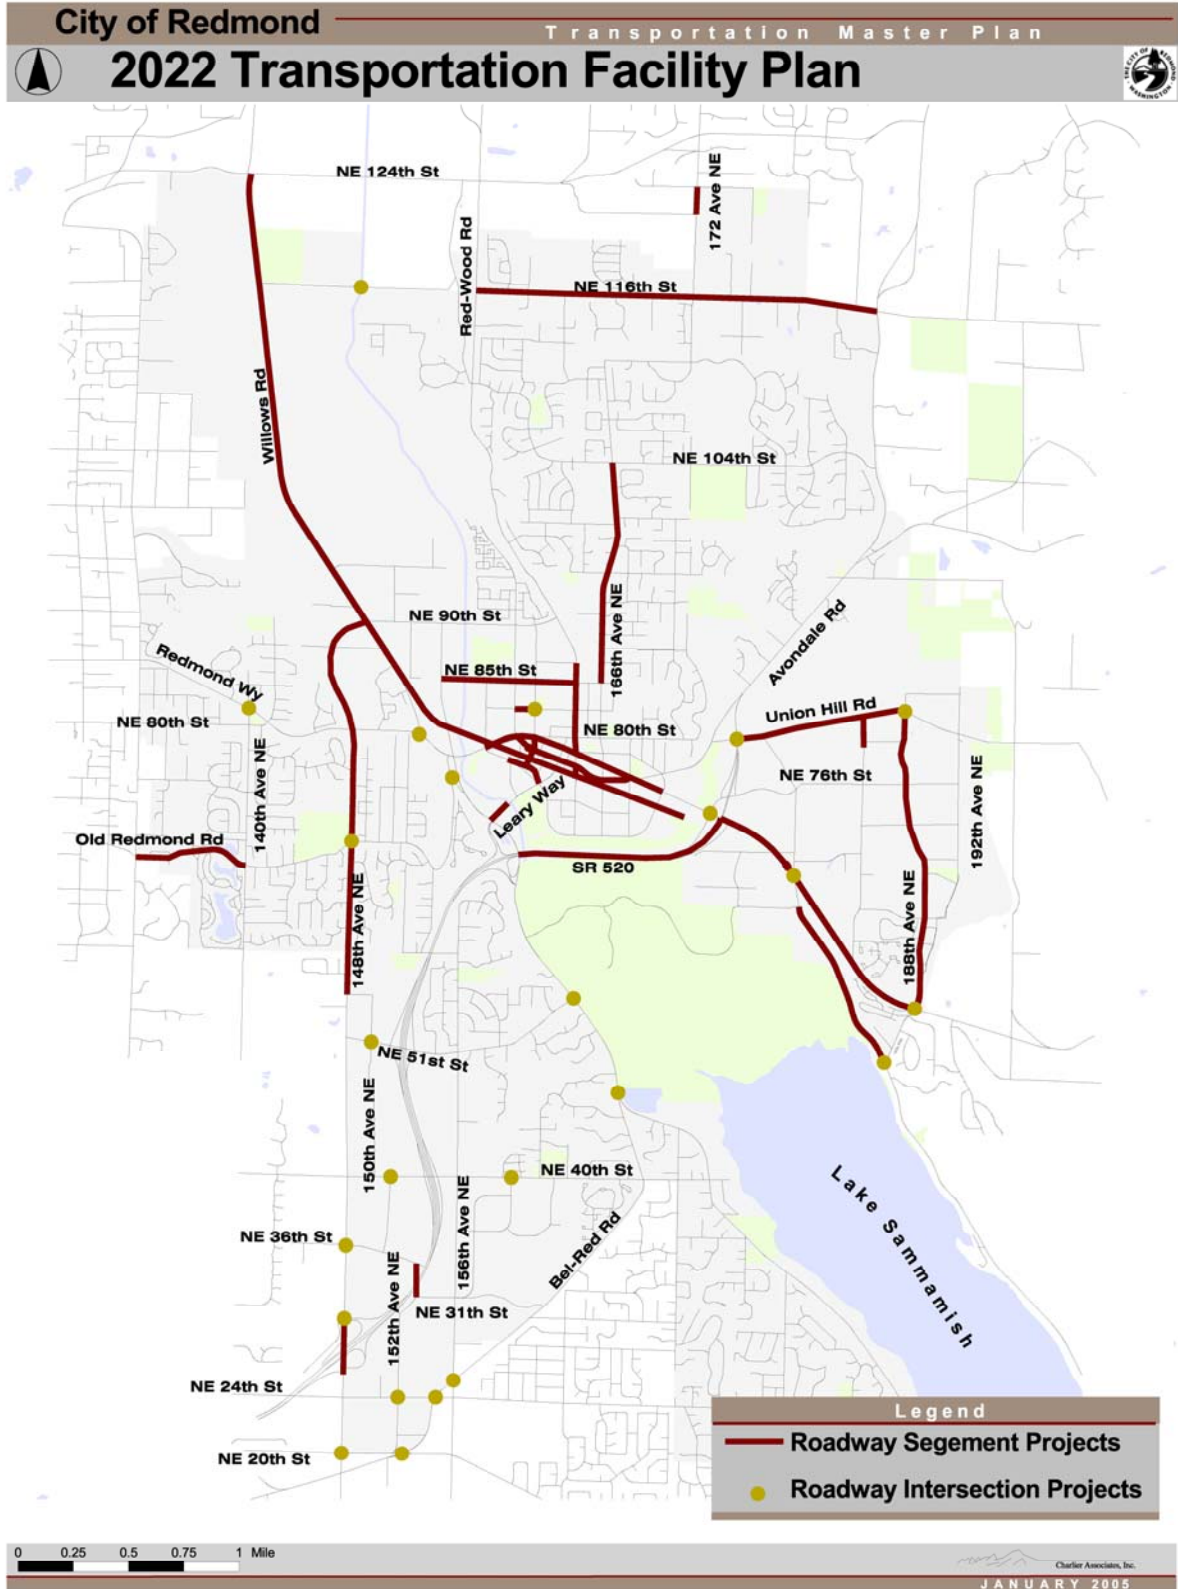 City of Redmond
Transportation Master Plan
2022 Transportation Facility Plan
NE 124th St
172 Ave NE
Red-Wood Rd
NE 116th St
Willows Rd
NE 104th St
NE 90th St
166th Ave NE
Avondale Rd
Redmond Wy
NE 85th St
NE 80th St
NE 80th St
Union Hill Rd
140th Ave NE
NE 76th St
192th Ave NE
Leary Way
Old Redmond Rd
SR 520
148th Ave NE
188th Ave NE
NE 51st St
150th Ave NE
NE 40th St
156th Ave NE
Lake Sammamish
NE 36th St
Bel-Red Rd
152th Ave NE
NE 31th St
NE 24th St
NE 20th St
Legend
Roadway Segement Projects
Roadway Intersection Projects
0 0.25 0.5 0.75 1 Mile
Charlier Associates, Inc.
JANUARY 2005